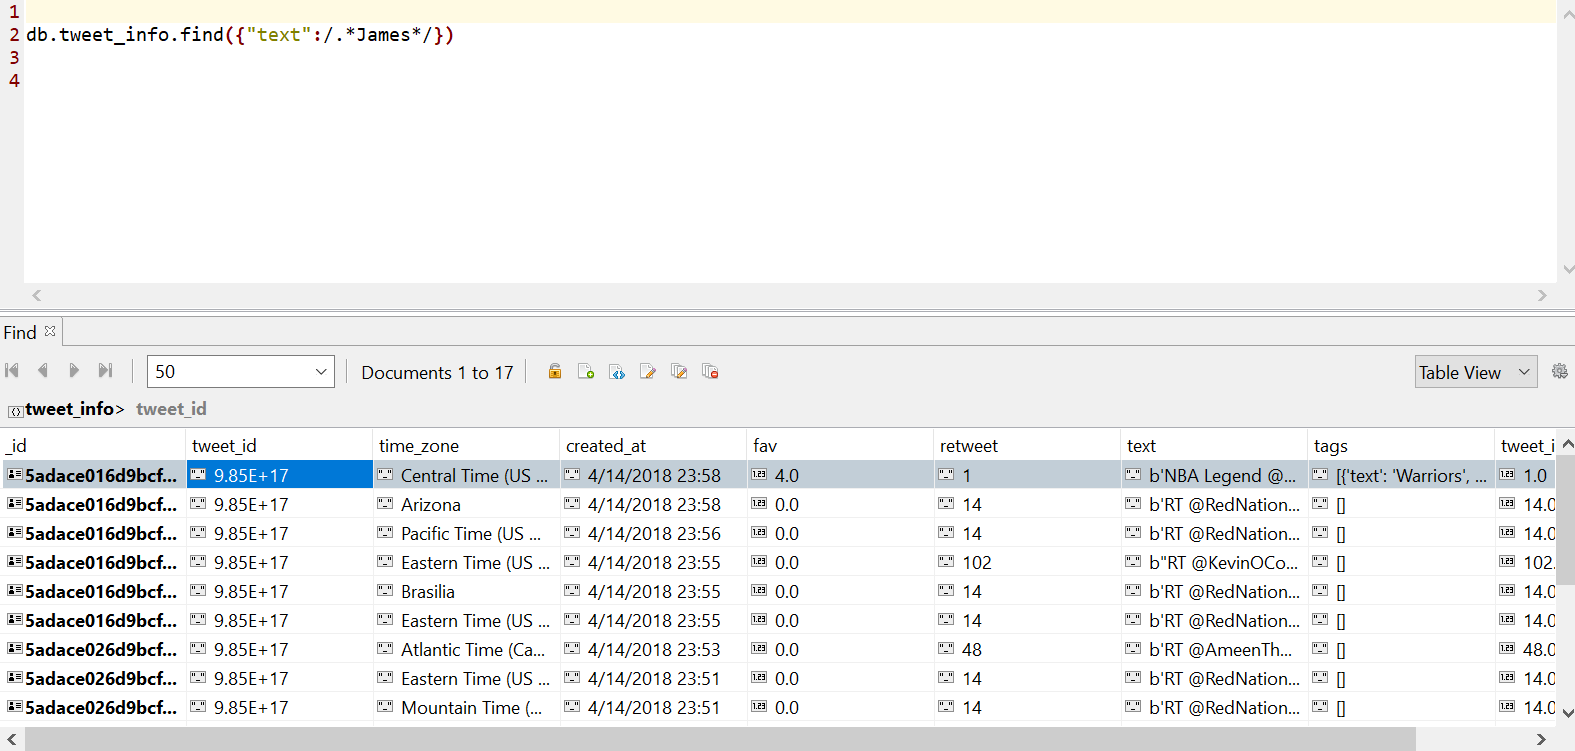 1
2 db.tweet_info.find({"text":/.*James*/})
3
4
Find
50 Documents 1 to 17 Table View
tweet_info> tweet_id
_id tweet_id time_zone created_at fav retweet text tags tweet_i
5adace016d9bcf... 9.85E+17 Central Time (US ... 4/14/2018 23:58 4.0 1 b'NBA Legend @... [{'text': 'Warriors', ... 1.0
5adace016d9bcf... 9.85E+17 Arizona 4/14/2018 23:58 0.0 14 b'RT @RedNation... [] 14.0
5adace016d9bcf... 9.85E+17 Pacific Time (US ... 4/14/2018 23:56 0.0 14 b'RT @RedNation... [] 14.0
5adace016d9bcf... 9.85E+17 Eastern Time (US ... 4/14/2018 23:55 0.0 102 b"RT @KevinOCo... [] 102.
5adace016d9bcf... 9.85E+17 Brasilia 4/14/2018 23:55 0.0 14 b'RT @RedNation... [] 14.0
5adace016d9bcf... 9.85E+17 Eastern Time (US ... 4/14/2018 23:55 0.0 14 b'RT @RedNation... [] 14.0
5adace026d9bcf... 9.85E+17 Atlantic Time (Ca... 4/14/2018 23:53 0.0 48 b'RT @AmeenTh... [] 48.0
5adace026d9bcf... 9.85E+17 Eastern Time (US ... 4/14/2018 23:51 0.0 14 b'RT @RedNation... [] 14.0
5adace026d9bcf... 9.85E+17 Mountain Time (... 4/14/2018 23:51 0.0 14 b'RT @RedNation... [] 14.0